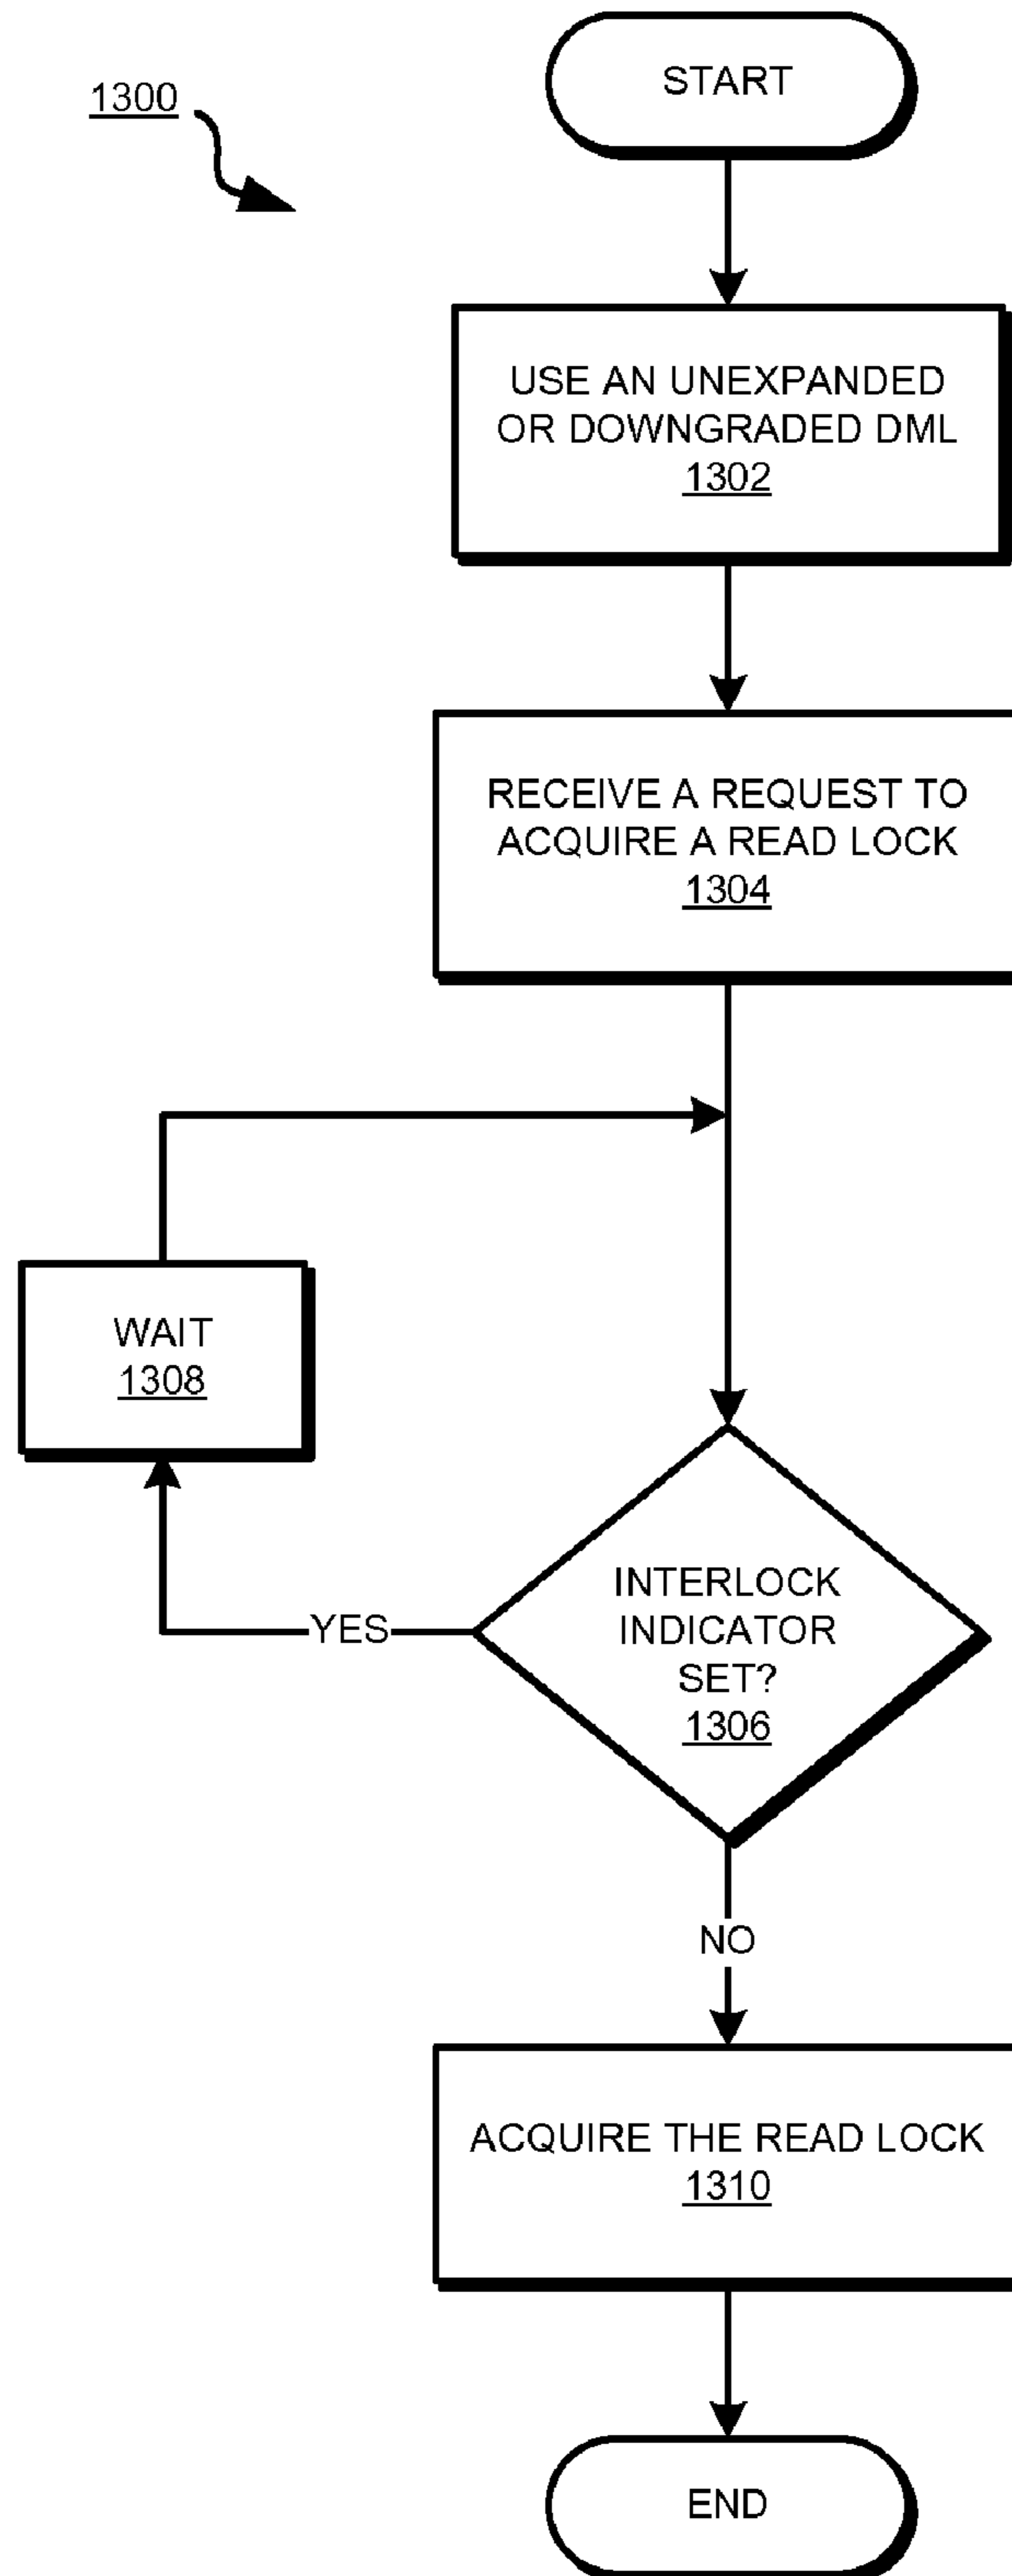 1300
START
USE AN UNEXPANDED
OR DOWNGRADED DML
1302
RECEIVE A REQUEST TO
ACQUIRE A READ LOCK
1304
WAIT
1308
INTERLOCK
INDICATOR
SET?
1306
YES
NO
ACQUIRE THE READ LOCK
1310
END